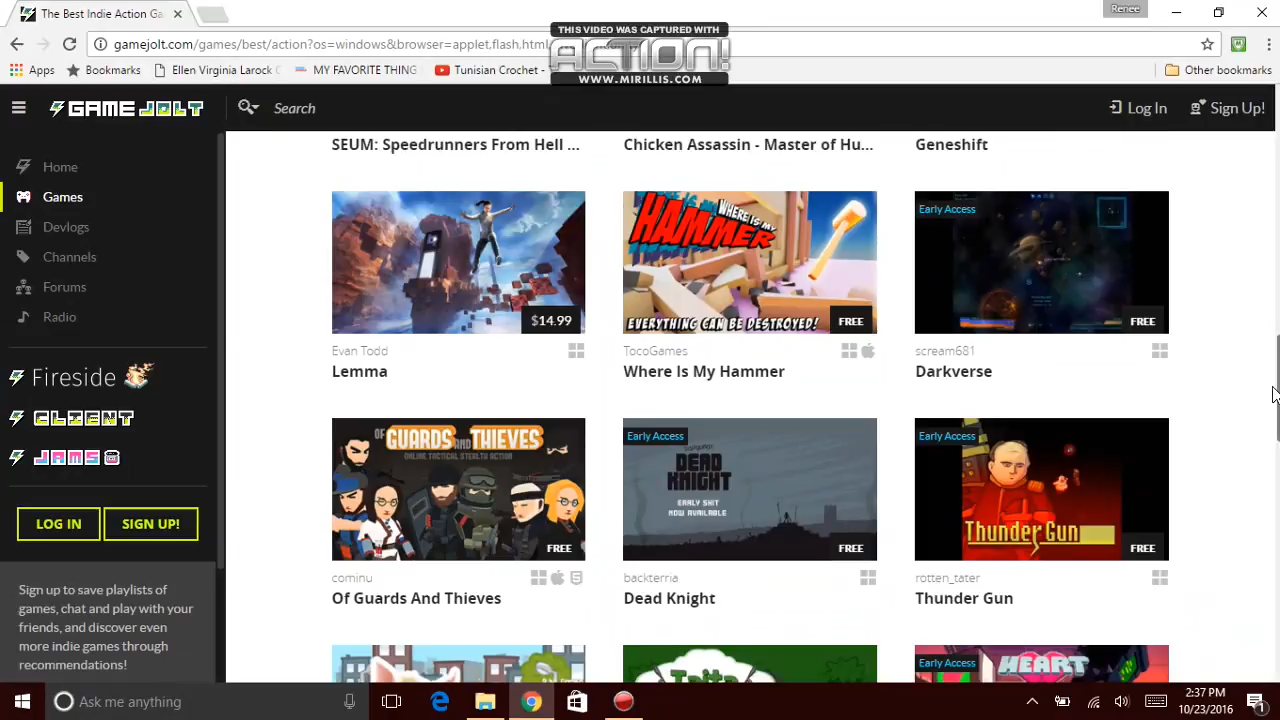 The Best Indie Action Ga
Renee
gamejolt.com/games/best/action?os=windows&browser=applet,flash,html
THIS VIDEO WAS CAPTURED WITH
ACTION!
WWW.MIRILLIS.COM
Apps
Bookmarks
Ellen Virginia Larock
MY FAVORITE THING
Tunisian Crochet -
Other bookmarks
GAME JOLT
Search
Log In
Sign Up!
Home
Games
Devlogs
Channels
Forums
Radio
Fireside
CLIENT
JAMS
LOG IN
SIGN UP!
Sign up to save playlists of
games, chat and play with your
friends, and discover even
more indie games through
recommendations!
SEUM: Speedrunners From Hell ...
Chicken Assassin - Master of Hu...
Geneshift
$14.99
Evan Todd
Lemma
WHERE IS MY
HAMMER
EVERYTHING CAN BE DESTROYED!
FREE
TocoGames
Where Is My Hammer
Early Access
FREE
scream681
Darkverse
OF GUARDS AND THIEVES
ONLINE TACTICAL STEALTH ACTION
FREE
cominu
Of Guards And Thieves
Early Access
DEAD
KNIGHT
EARLY SHIT
NOW AVAILABLE
FREE
backterria
Dead Knight
Early Access
Thunder Gun
FREE
rotten_tater
Thunder Gun
Early Access
HEART
Ask me anything
2:37 PM
10/23/2016